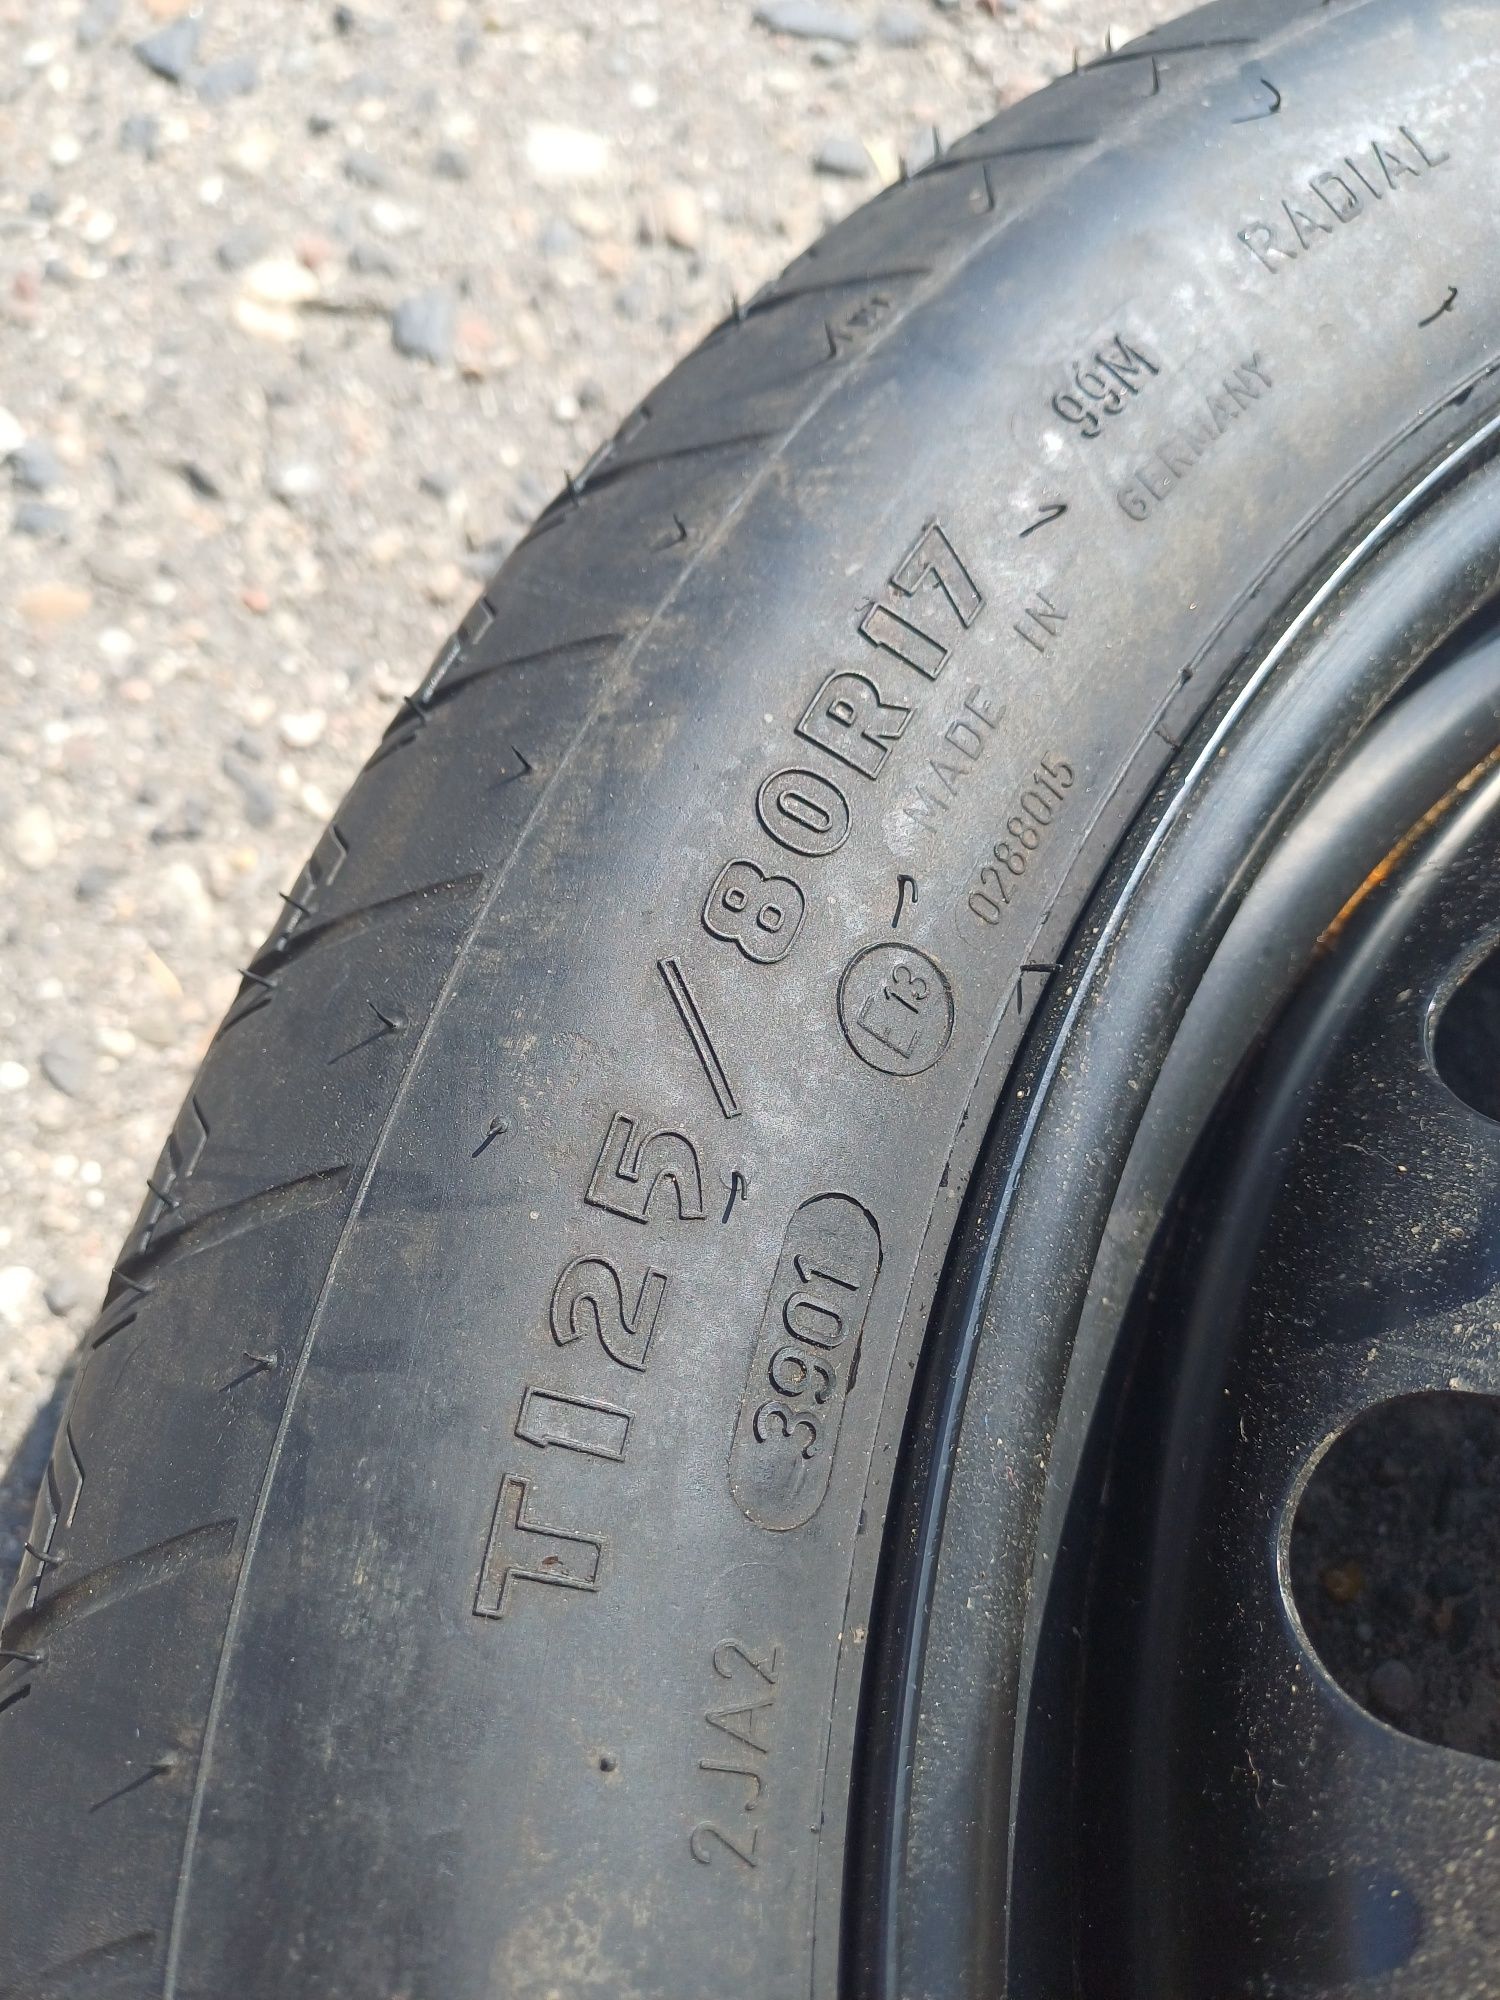 T125/80R17 99M
RADIAL
MADE IN GERMANY
E13
0288015
3901
2JA2